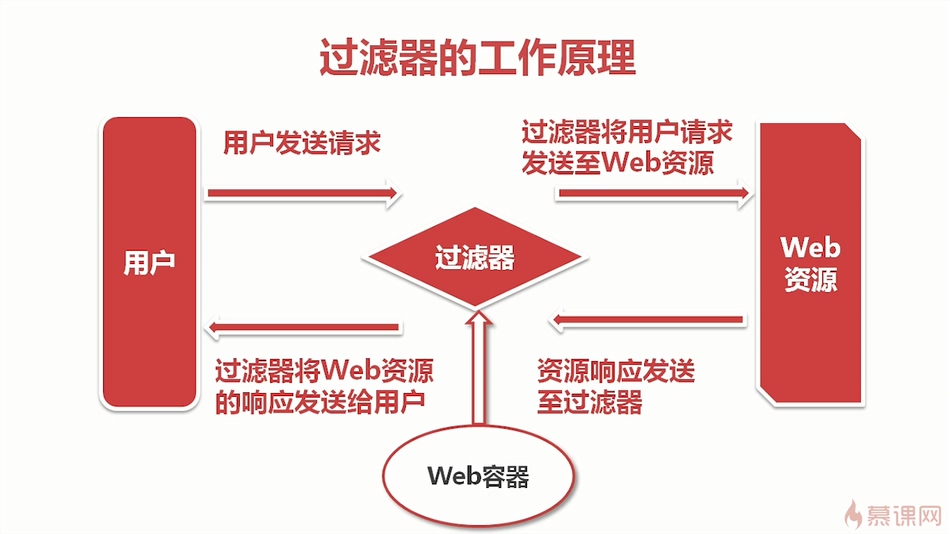 过滤器的工作原理
用户发送请求
过滤器将用户请求
发送至Web资源
用户
过滤器
Web
资源
过滤器将Web资源
的响应发送给用户
资源响应发送
至过滤器
Web容器
慕课网